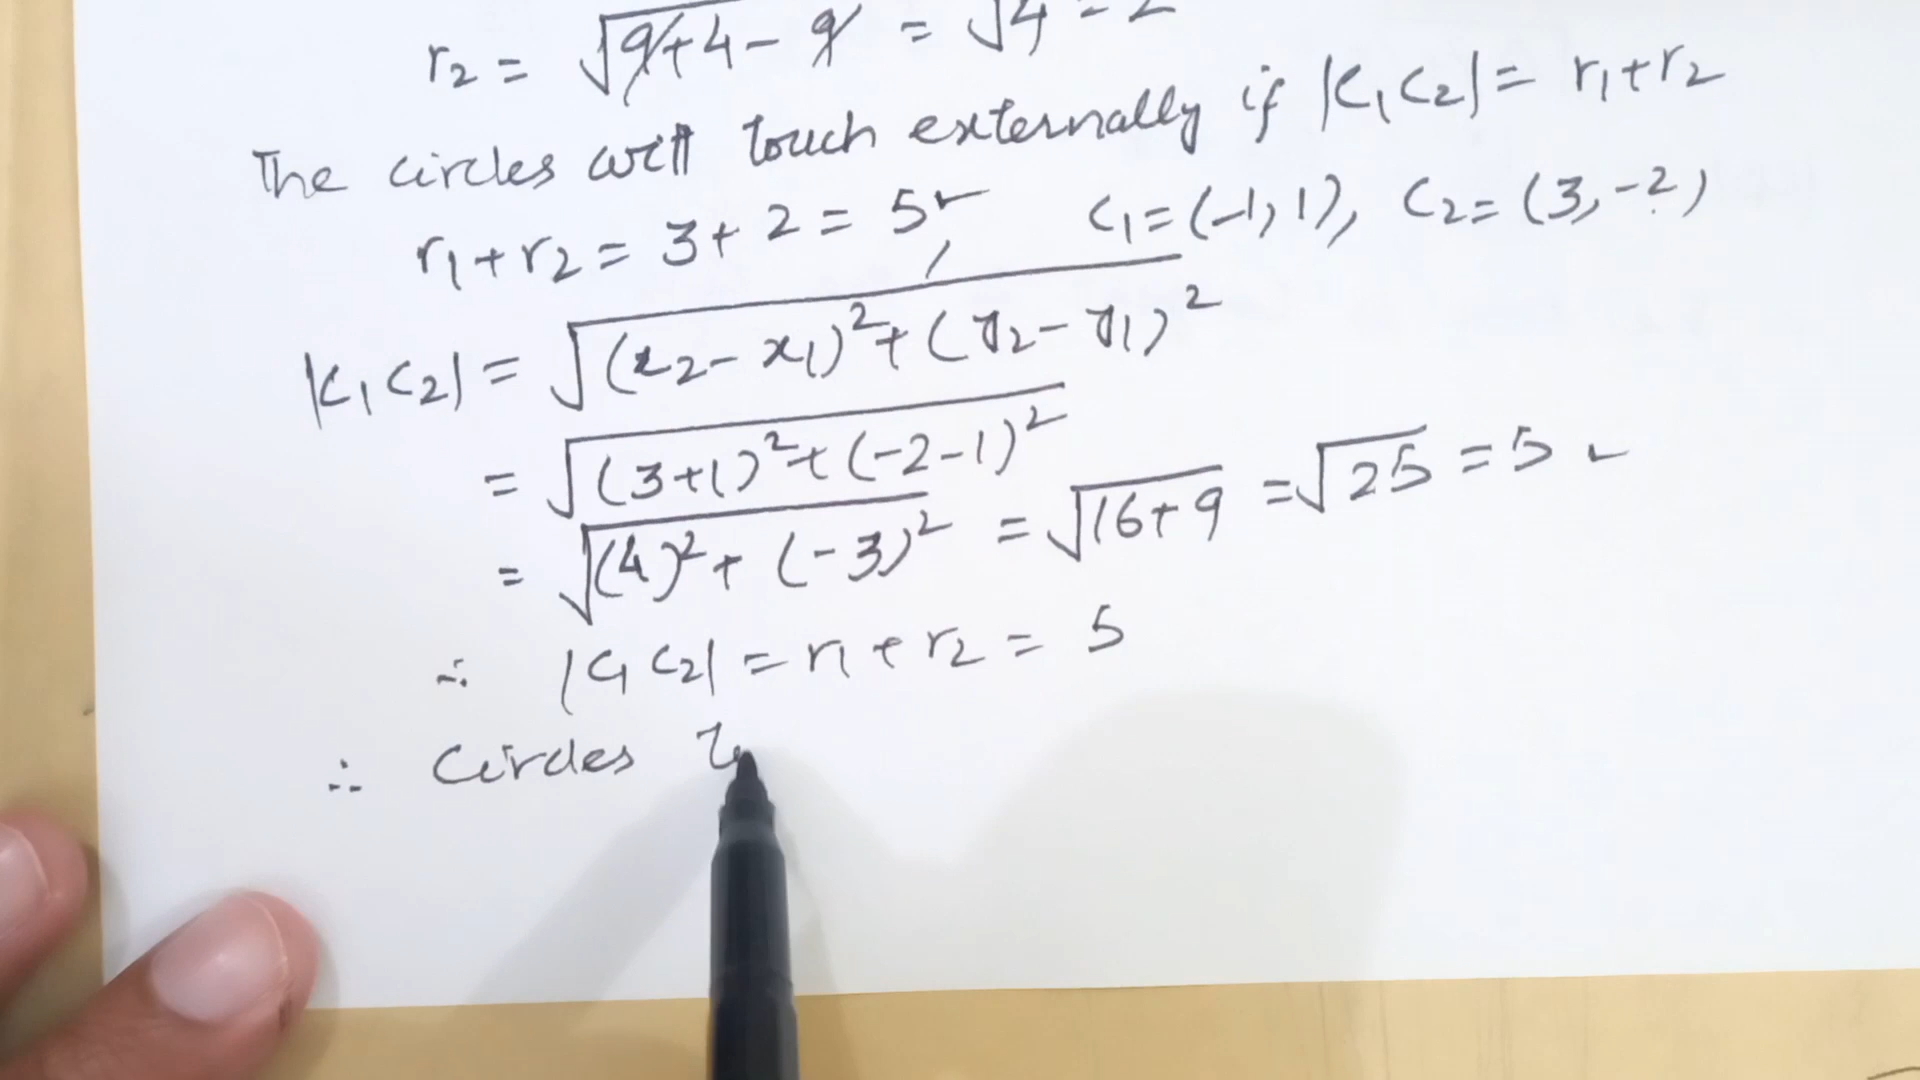 r₂ = √(9+4-9) = √4 = 2
The circles will touch externally if |C₁C₂| = r₁+r₂
r₁+r₂ = 3+2 = 5✓ C₁=(-1,1), C₂=(3,-2)
|C₁C₂| = √((x₂-x₁)²+(y₂-y₁)²)
= √((3+1)²+(-2-1)²)
= √((4)²+(-3)²) = √(16+9) = √25 = 5 ✓
∴ |C₁C₂| = r₁+r₂ = 5
∴ Circles